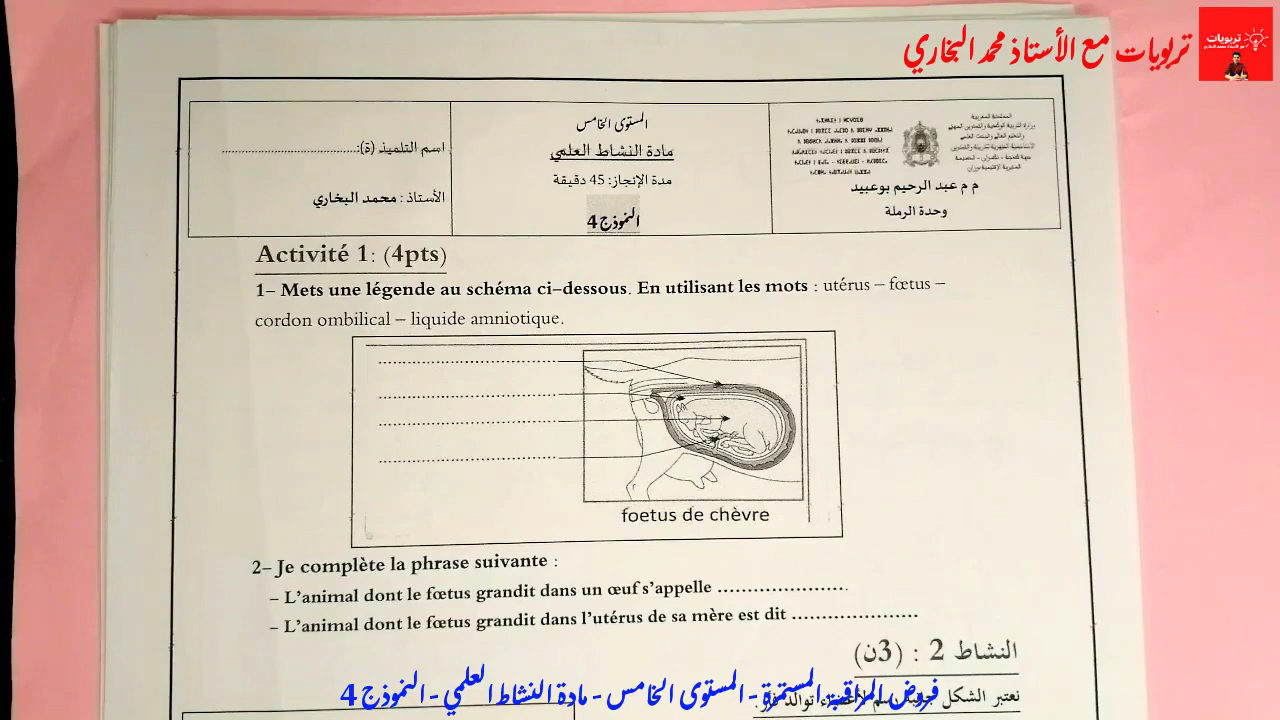 تربويات مع الأستاذ محمد البخاري
تربويات
المملكة المغربية
م م عبد الرحيم بوعبيد
وحدة الرملة
المستوى الخامس
مادة النشاط العلمي
مدة الإنجاز: 45 دقيقة
النموذج 4
اسم التلميذ (ة):..............................
الأستاذ : محمد البخاري
Activité 1: (4pts)
1– Mets une légende au schéma ci–dessous. En utilisant les mots : utérus – fœtus –
cordon ombilical – liquide amniotique.
foetus de chèvre
2– Je complète la phrase suivante :
– L'animal dont le fœtus grandit dans un œuf s'appelle .....................
– L'animal dont le fœtus grandit dans l'utérus de sa mère est dit .....................
النشاط 2 : (3ن)
نعتبر الشكل
فروض المراقبة المستمرة - المستوى الخامس - مادة النشاط العلمي - النموذج 4